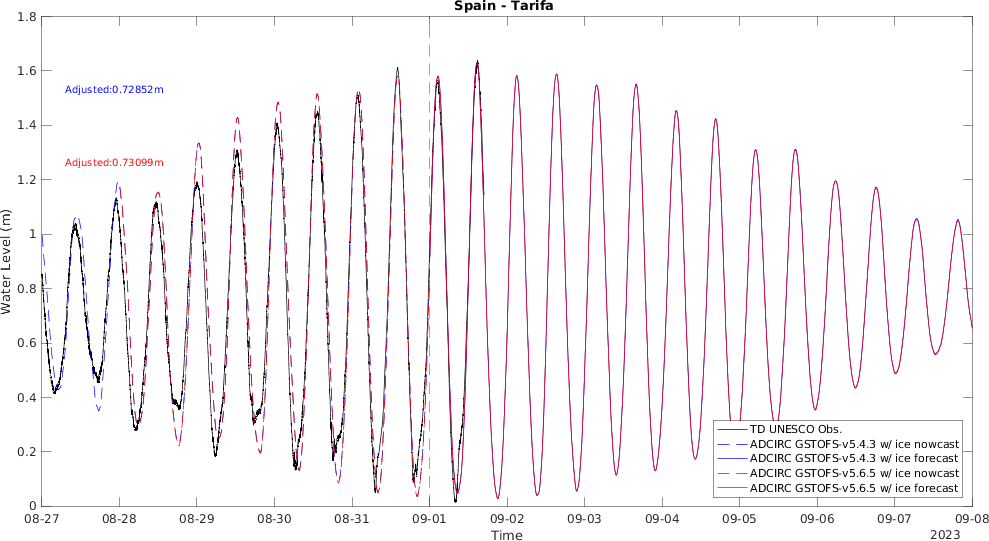 Spain - Tarifa
1.8
1.6
1.4
1.2
1
0.8
0.6
0.4
0.2
0
Water Level (m)
Adjusted:0.72852m
Adjusted:0.73099m
TD UNESCO Obs.
ADCIRC GSTOFS-v5.4.3 w/ ice nowcast
ADCIRC GSTOFS-v5.4.3 w/ ice forecast
ADCIRC GSTOFS-v5.6.5 w/ ice nowcast
ADCIRC GSTOFS-v5.6.5 w/ ice forecast
08-27 08-28 08-29 08-30 08-31 09-01 09-02 09-03 09-04 09-05 09-06 09-07 09-08
Time
2023